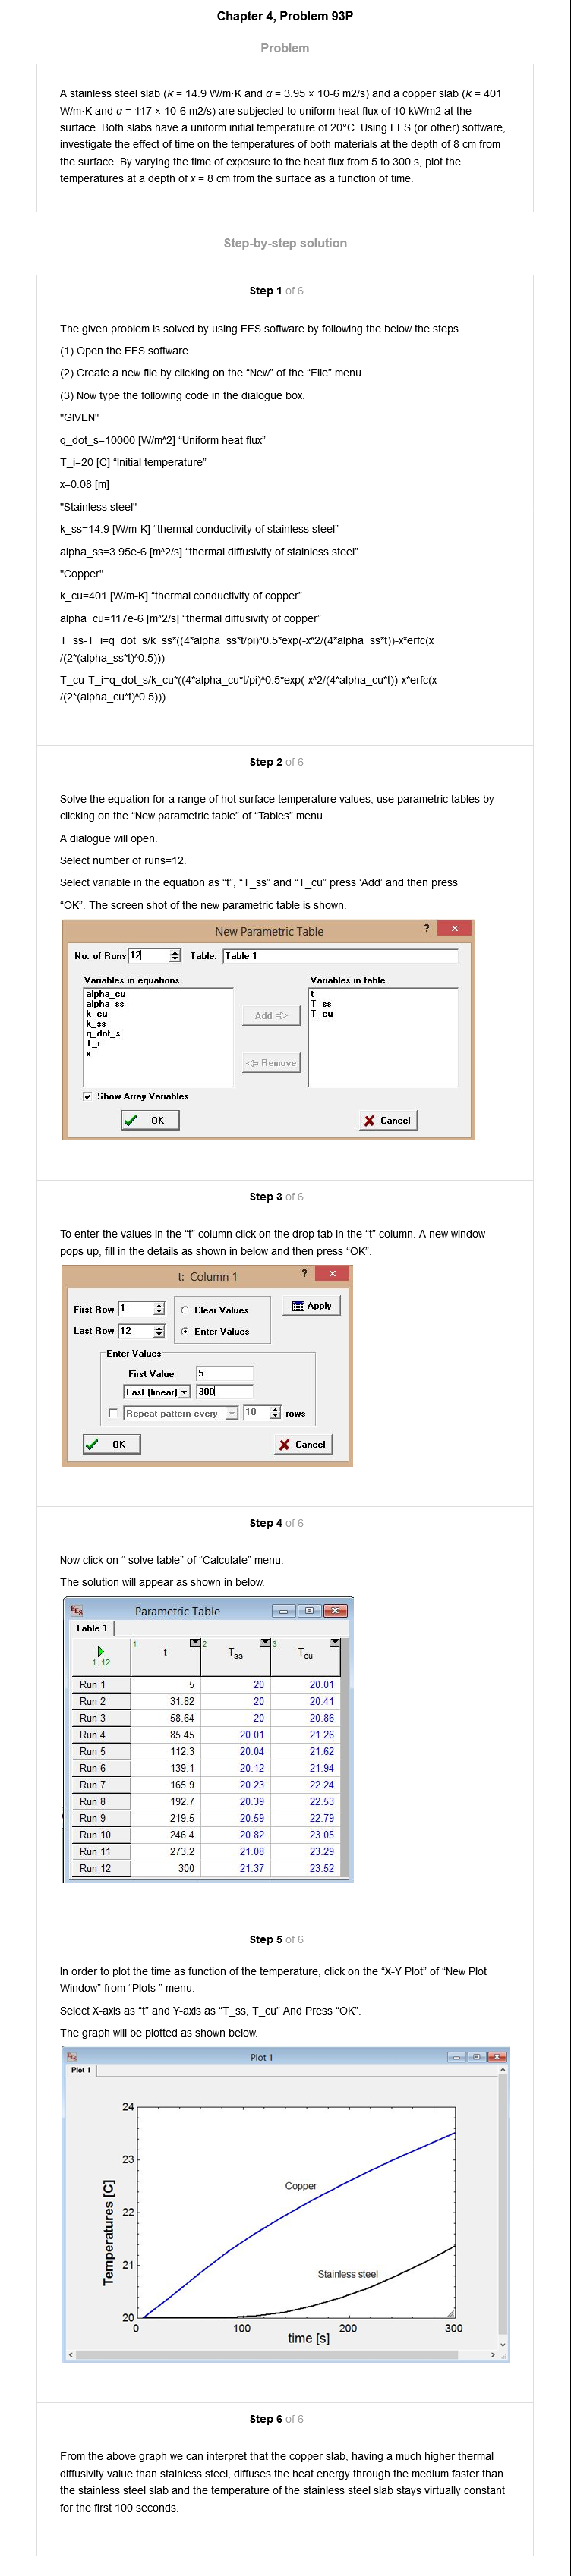 Chapter 4, Problem 93P
Problem
A stainless steel slab (κ = 14.9 W/m·K and α = 3.95 × 10-6 m2/s) and a copper slab (κ = 401
W/m·K and α = 117 × 10-6 m2/s) are subjected to uniform heat flux of 10 kW/m2 at the
surface. Both slabs have a uniform initial temperature of 20°C. Using EES (or other) software,
investigate the effect of time on the temperatures of both materials at the depth of 8 cm from
the surface. By varying the time of exposure to the heat flux from 5 to 300 s, plot the
temperatures at a depth of x = 8 cm from the surface as a function of time.
Step-by-step solution
Step 1 of 6
The given problem is solved by using EES software by following the below the steps.
(1) Open the EES software
(2) Create a new file by clicking on the “New” of the “File” menu.
(3) Now type the following code in the dialogue box.
"GIVEN"
q_dot_s=10000 [W/m^2] “Uniform heat flux”
T_i=20 [C] “Initial temperature”
x=0.08 [m]
"Stainless steel"
k_ss=14.9 [W/m-K] “thermal conductivity of stainless steel”
alpha_ss=3.95e-6 [m^2/s] “thermal diffusivity of stainless steel”
"Copper"
k_cu=401 [W/m-K] “thermal conductivity of copper”
alpha_cu=117e-6 [m^2/s] “thermal diffusivity of copper”
T_ss-T_i=q_dot_s/k_ss*((4*alpha_ss*t/pi)^0.5*exp(-x^2/(4*alpha_ss*t))-x*erfc(x
/(2*(alpha_ss*t)^0.5)))
T_cu-T_i=q_dot_s/k_cu*((4*alpha_cu*t/pi)^0.5*exp(-x^2/(4*alpha_cu*t))-x*erfc(x
/(2*(alpha_cu*t)^0.5)))
Step 2 of 6
Solve the equation for a range of hot surface temperature values, use parametric tables by
clicking on the “New parametric table” of “Tables” menu.
A dialogue will open.
Select number of runs=12.
Select variable in the equation as “t”, “T_ss” and “T_cu” press ‘Add’ and then press
“OK”. The screen shot of the new parametric table is shown.
New Parametric Table ? ×
No. of Runs 12 Table: Table 1
Variables in equations Variables in table
alpha_cu t
alpha_ss T_ss
k_cu T_cu
k_ss
q_dot_s
T_i
x
Add =>
<= Remove
Show Array Variables
OK Cancel
Step 3 of 6
To enter the values in the “t” column click on the drop tab in the “t” column. A new window
pops up, fill in the details as shown in below and then press “OK”.
t: Column 1 ? ×
First Row 1 Clear Values Apply
Last Row 12 Enter Values
Enter Values
First Value 5
Last (linear) 300
Repeat pattern every 10 rows
OK Cancel
Step 4 of 6
Now click on “ solve table” of “Calculate” menu.
The solution will appear as shown in below.
EES Parametric Table
Table 1
1..12 1 t 2 Tss 3 Tcu
Run 1 5 20 20.01
Run 2 31.82 20 20.41
Run 3 58.64 20 20.86
Run 4 85.45 20.01 21.26
Run 5 112.3 20.04 21.62
Run 6 139.1 20.12 21.94
Run 7 165.9 20.23 22.24
Run 8 192.7 20.39 22.53
Run 9 219.5 20.59 22.79
Run 10 246.4 20.82 23.05
Run 11 273.2 21.08 23.29
Run 12 300 21.37 23.52
Step 5 of 6
In order to plot the time as function of the temperature, click on the “X-Y Plot” of “New Plot
Window” from “Plots ” menu.
Select X-axis as “t” and Y-axis as “T_ss, T_cu” And Press “OK”.
The graph will be plotted as shown below.
EES Plot 1
Plot 1
24
23
22
21
20
Temperatures [C]
Copper
Stainless steel
0 100 200 300
time [s]
Step 6 of 6
From the above graph we can interpret that the copper slab, having a much higher thermal
diffusivity value than stainless steel, diffuses the heat energy through the medium faster than
the stainless steel slab and the temperature of the stainless steel slab stays virtually constant
for the first 100 seconds.